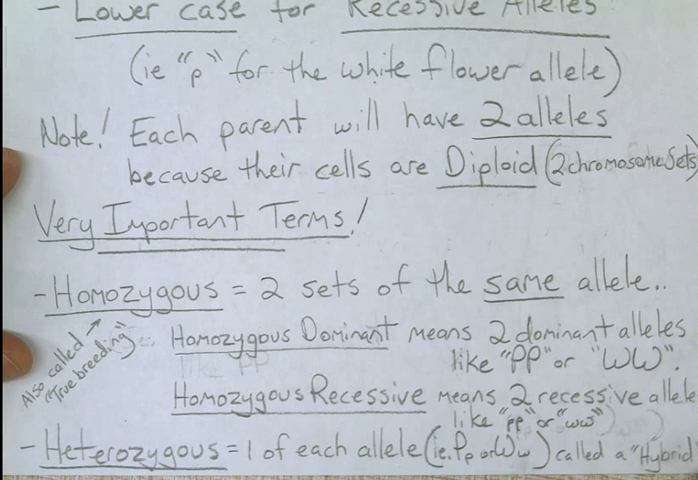 - Lower case for Recessive Alleles
(ie "p" for the white flower allele)
Note! Each parent will have 2 alleles
because their cells are Diploid (2 chromosome sets)
Very Important Terms!
- Homozygous = 2 sets of the same allele..
Also called "True breeding"
Homozygous Dominant means 2 dominant alleles
like "PP" or "WW".
Homozygous Recessive means 2 recessive allele
like "pp" or "ww")
- Heterozygous = 1 of each allele (ie. Pp or Ww) called a "Hybrid"